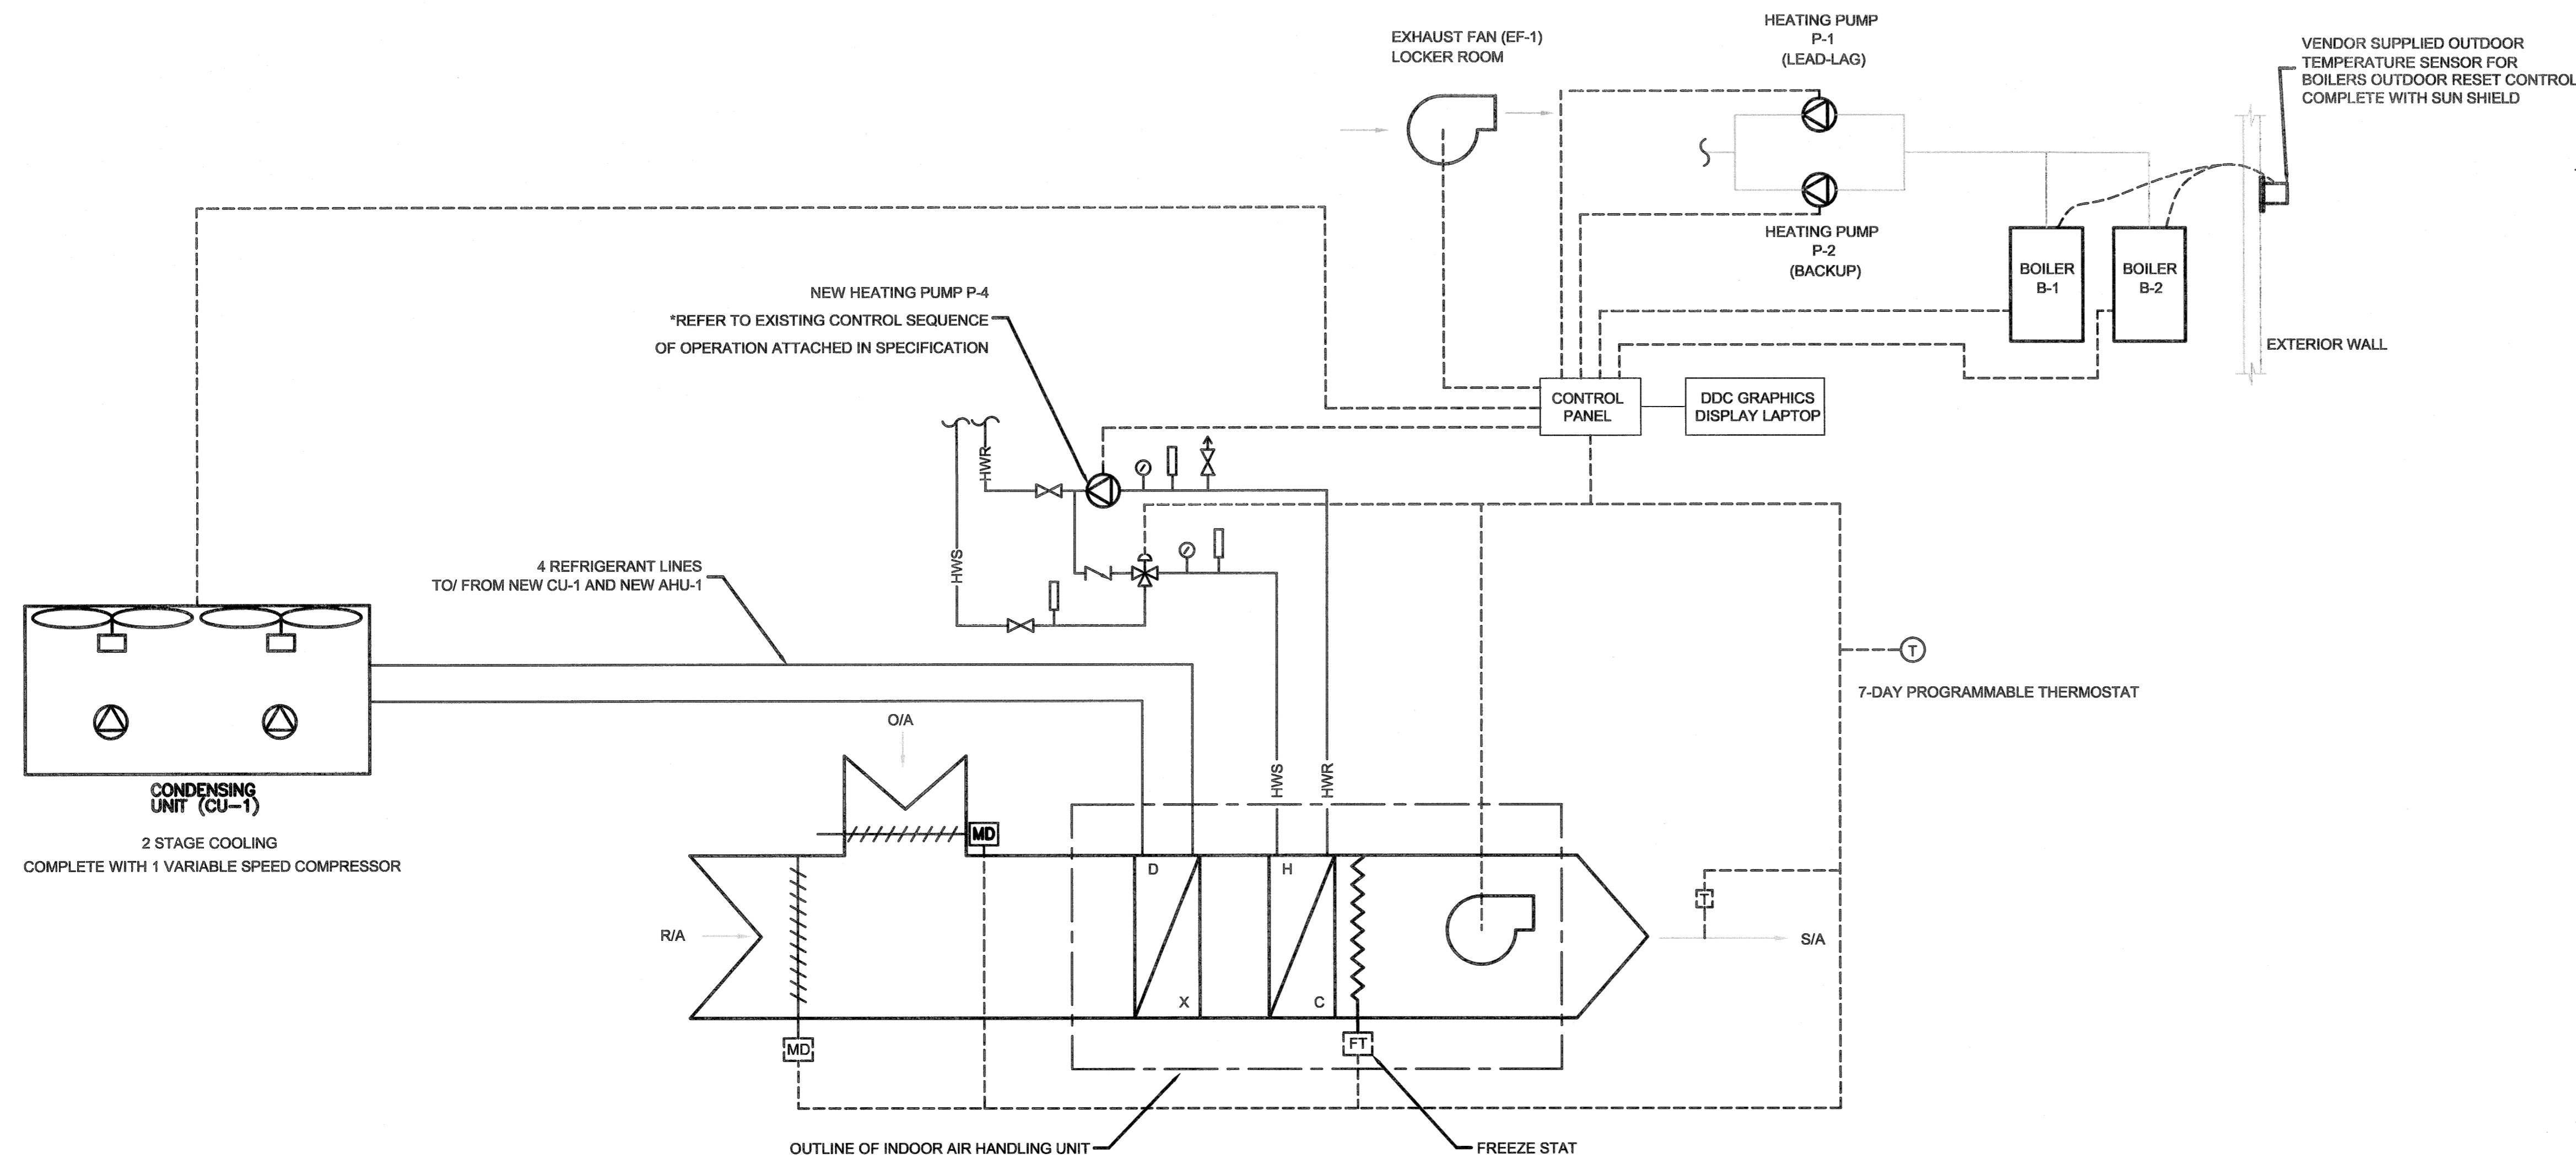 EXHAUST FAN (EF-1)
LOCKER ROOM
HEATING PUMP
P-1
(LEAD-LAG)
VENDOR SUPPLIED OUTDOOR
TEMPERATURE SENSOR FOR
BOILERS OUTDOOR RESET CONTROL
COMPLETE WITH SUN SHIELD
HEATING PUMP
P-2
(BACKUP)
BOILER
B-1
BOILER
B-2
EXTERIOR WALL
NEW HEATING PUMP P-4
*REFER TO EXISTING CONTROL SEQUENCE
OF OPERATION ATTACHED IN SPECIFICATION
CONTROL
PANEL
DDC GRAPHICS
DISPLAY LAPTOP
HWR
HWS
4 REFRIGERANT LINES
TO/ FROM NEW CU-1 AND NEW AHU-1
T
7-DAY PROGRAMMABLE THERMOSTAT
CONDENSING
UNIT (CU-1)
2 STAGE COOLING
COMPLETE WITH 1 VARIABLE SPEED COMPRESSOR
O/A
HWS
HWR
MD
D
X
H
C
R/A
T
S/A
MD
FT
OUTLINE OF INDOOR AIR HANDLING UNIT
FREEZE STAT